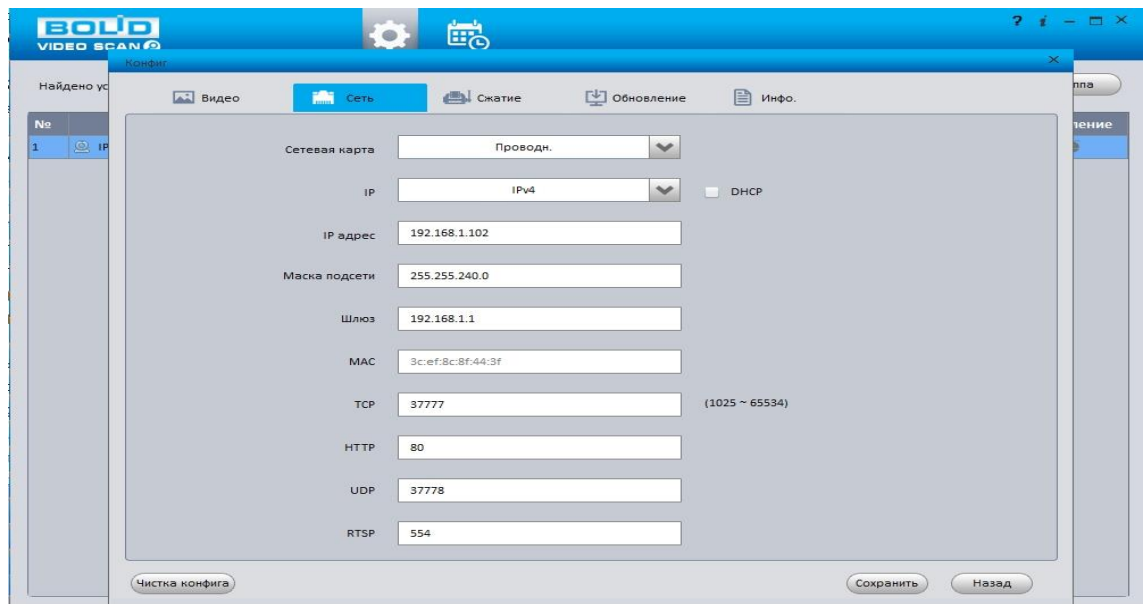 BOLID
VIDEO SCAN
? i
Конфиг
Найдено ус
ппа
Видео Сеть Сжатие Обновление Инфо.
№ ление
1 IP
Сетевая карта Проводн.
IP IPv4 DHCP
IP адрес 192.168.1.102
Маска подсети 255.255.240.0
Шлюз 192.168.1.1
MAC 3c:ef:8c:8f:44:3f
TCP 37777 (1025 ~ 65534)
HTTP 80
UDP 37778
RTSP 554
Чистка конфига Сохранить Назад